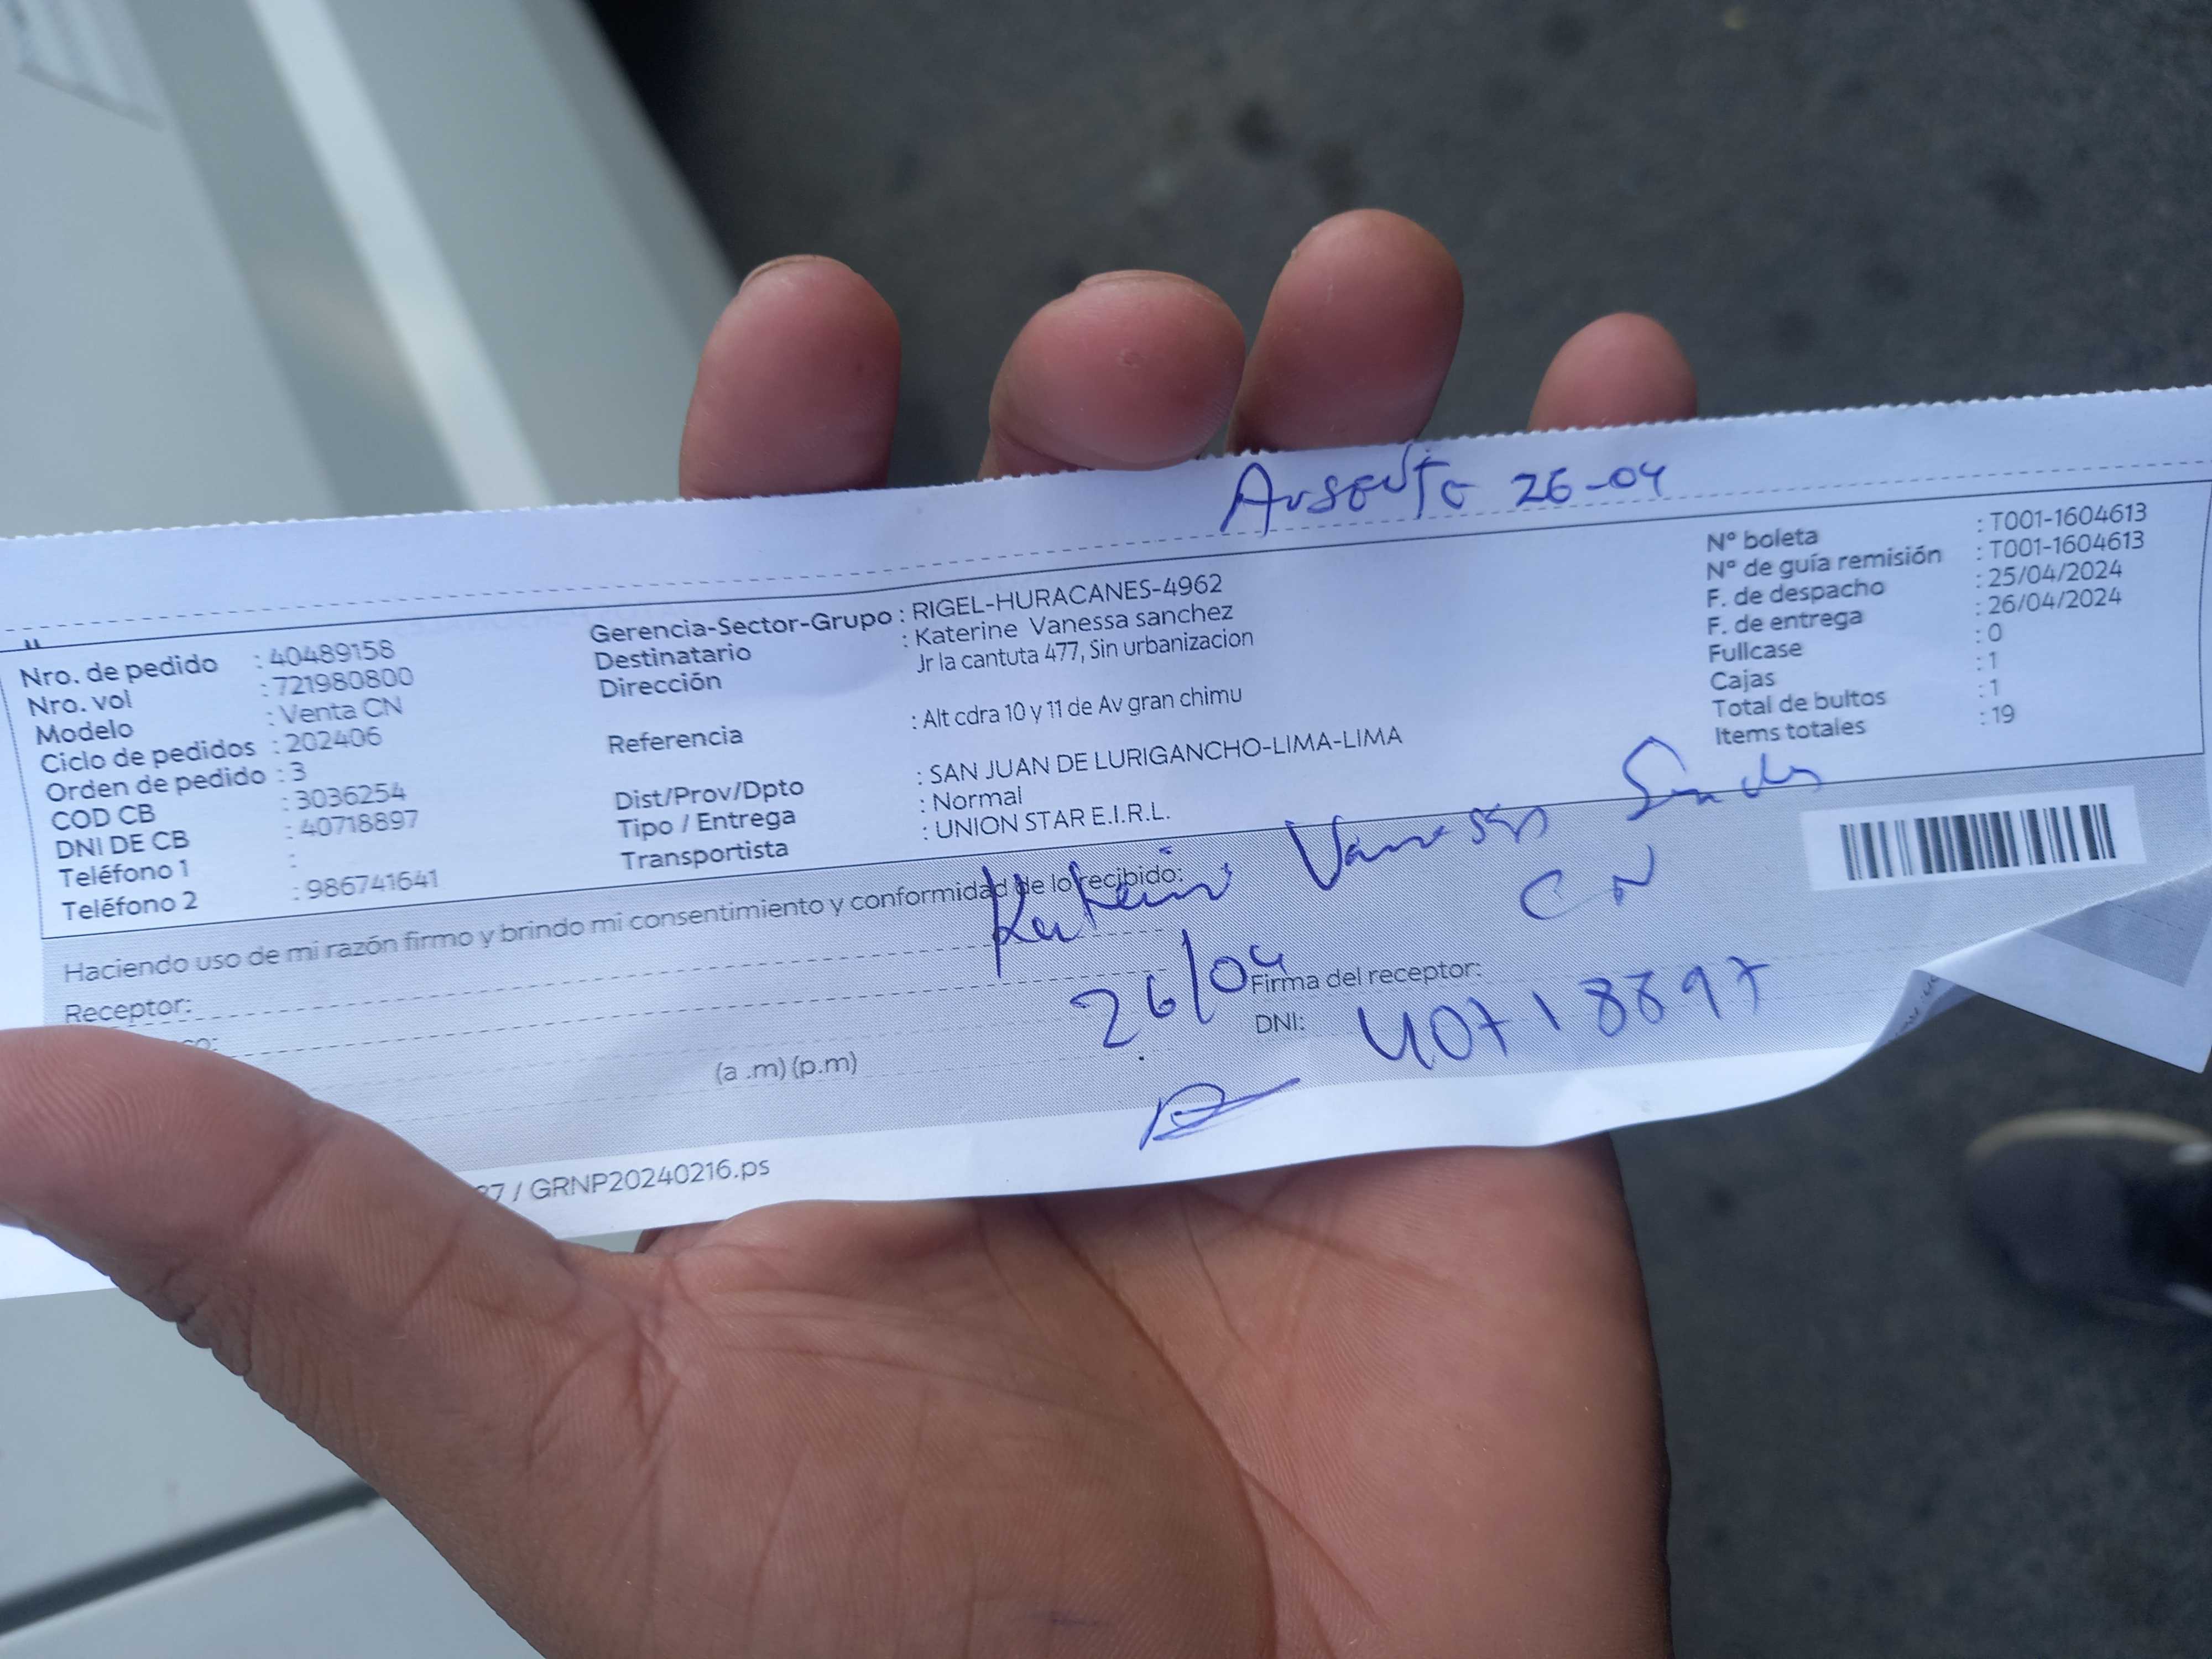 Ausente 26-04
Nro. de pedido : 40489158
Nro. vol : 721980800
Modelo : Venta CN
Ciclo de pedidos : 202406
Orden de pedido : 3
COD CB : 3036254
DNI DE CB : 40718897
Teléfono 1 :
Teléfono 2 : 986741641
Gerencia-Sector-Grupo : RIGEL-HURACANES-4962
Destinatario : Katerine Vanessa sanchez
Dirección Jr la cantuta 477, Sin urbanizacion
Referencia : Alt cdra 10 y 11 de Av gran chimu
Dist/Prov/Dpto : SAN JUAN DE LURIGANCHO-LIMA-LIMA
Tipo / Entrega : Normal
Transportista : UNION STAR E.I.R.L.
Nº boleta : T001-1604613
Nº de guía remisión : T001-1604613
F. de despacho : 25/04/2024
F. de entrega : 26/04/2024
Fullcase : 0
Cajas : 1
Total de bultos : 1
Items totales : 19
Haciendo uso de mi razón firmo y brindo mi consentimiento y conformidad de lo recibido:
Vanessa
CN
Receptor:
26/04
Firma del receptor:
DNI: 40718897
(a .m) (p.m)
/ GRNP20240216.ps